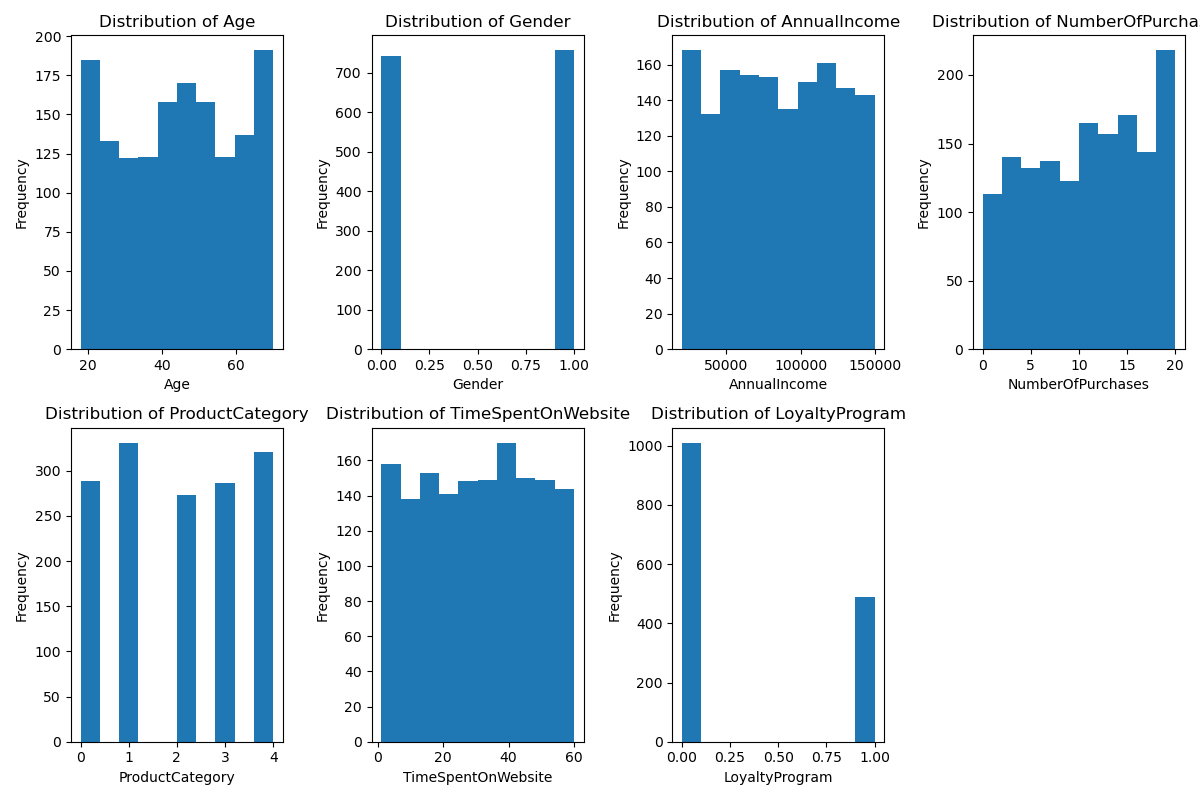 Distribution of Age
200
175
150
125
100
75
50
25
0
Frequency
20 40 60
Age
Distribution of Gender
700
600
500
400
300
200
100
0
Frequency
0.00 0.25 0.50 0.75 1.00
Gender
Distribution of AnnualIncome
160
140
120
100
80
60
40
20
0
Frequency
50000 100000 150000
AnnualIncome
Distribution of NumberOfPurcha
200
150
100
50
0
Frequency
0 5 10 15 20
NumberOfPurchases
Distribution of ProductCategory
300
250
200
150
100
50
0
Frequency
0 1 2 3 4
ProductCategory
Distribution of TimeSpentOnWebsite
160
140
120
100
80
60
40
20
0
Frequency
0 20 40 60
TimeSpentOnWebsite
Distribution of LoyaltyProgram
1000
800
600
400
200
0
Frequency
0.00 0.25 0.50 0.75 1.00
LoyaltyProgram